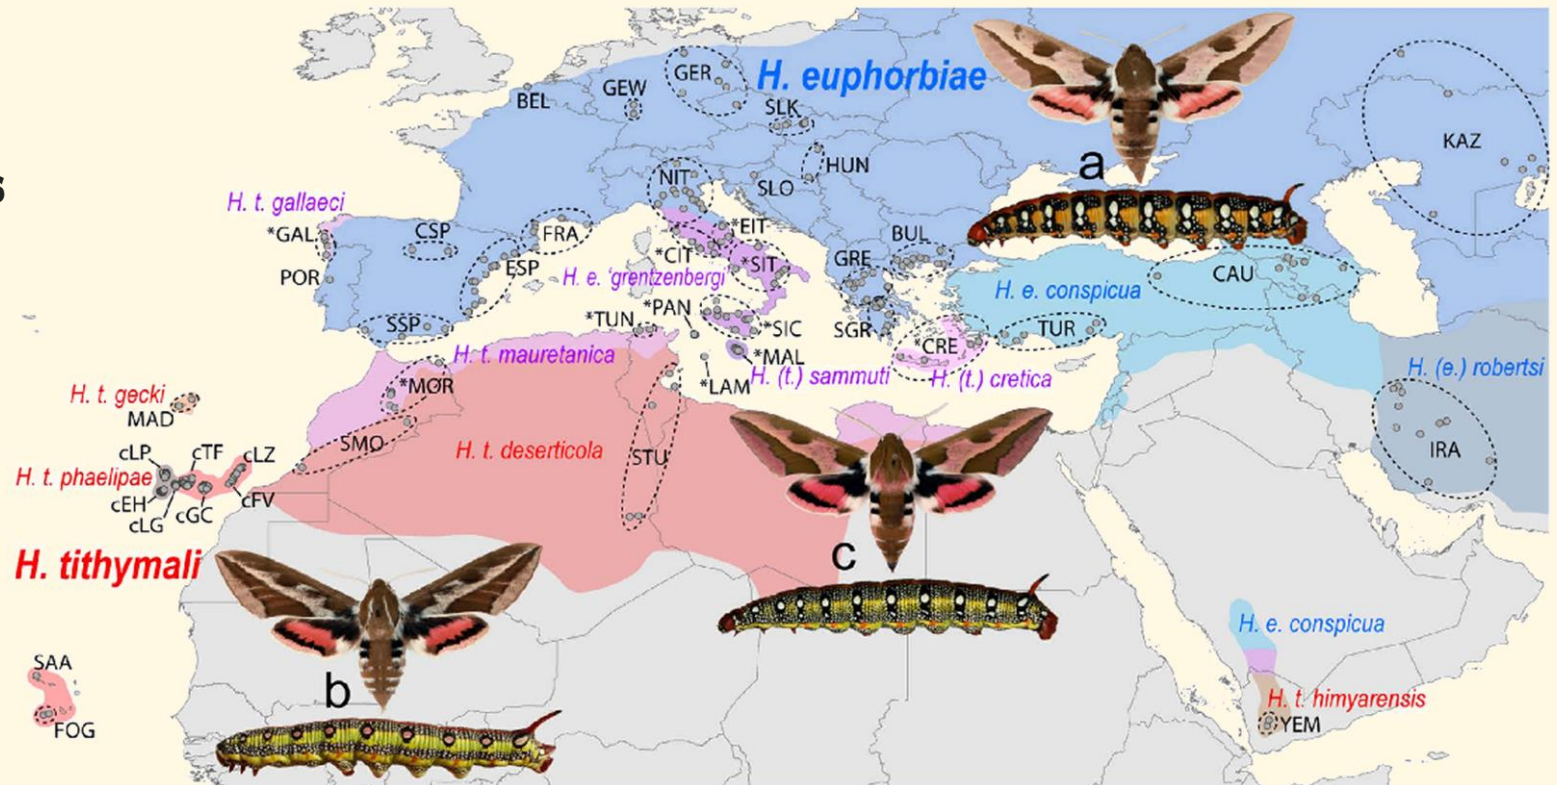 s
H. euphorbiae
GER
GEW
BEL
SLK
KAZ
a
HUN
NIT
SLO
H. t. gallaeci
*GAL
CSP
FRA
*EIT
BUL
POR
ESP
*CIT
*SIT
GRE
CAU
H. e. 'grentzenbergi
H. e. conspicua
SSP
*TUN
*PAN
*SIC
SGR
TUR
*CRE
H. t. mauretanica
*MAL
*MOR
*LAM
H. (t.) sammuti
H. (t.) cretica
H. (e.) robertsi
H. t. gecki
MAD
SMO
H. t. deserticola
STU
IRA
cLP
cTF
cLZ
H. t. phaelipae
cEH
cLG
cGC
cFV
c
H. tithymali
b
H. e. conspicua
SAA
FOG
H. t. himyarensis
YEM